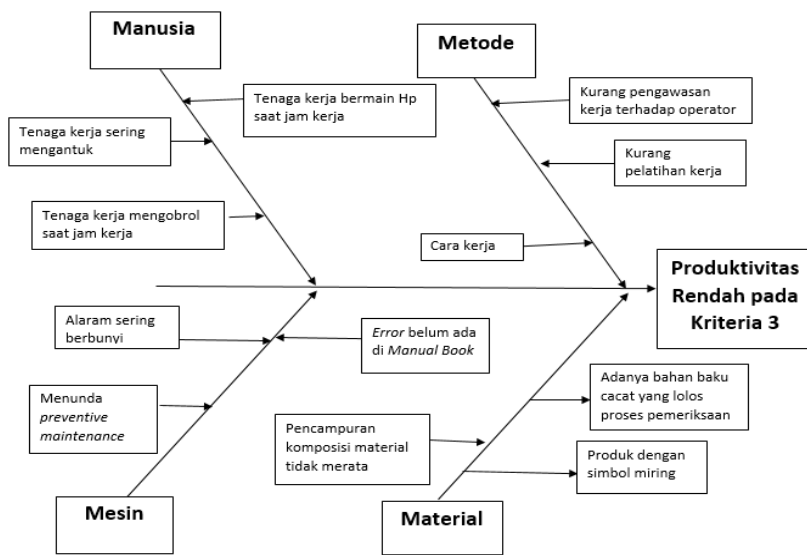 Manusia
Metode
Tenaga kerja bermain Hp
saat jam kerja
Kurang pengawasan
kerja terhadap operator
Tenaga kerja sering
mengantuk
Kurang
pelatihan kerja
Tenaga kerja mengobrol
saat jam kerja
Cara kerja
Produktivitas
Rendah pada
Kriteria 3
Alaram sering
berbunyi
Error belum ada
di Manual Book
Menunda
preventive
maintenance
Adanya bahan baku
cacat yang lolos
proses pemeriksaan
Pencampuran
komposisi material
tidak merata
Produk dengan
simbol miring
Mesin
Material